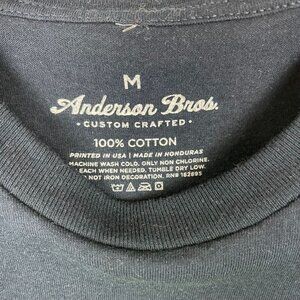 M
Anderson Bros.
• CUSTOM CRAFTED •
100% COTTON
PRINTED IN USA | MADE IN HONDURAS
MACHINE WASH COLD. ONLY NON CHLORINE.
EACH WHEN NEEDED. TUMBLE DRY LOW.
NOT IRON DECORATION. RN# 162695